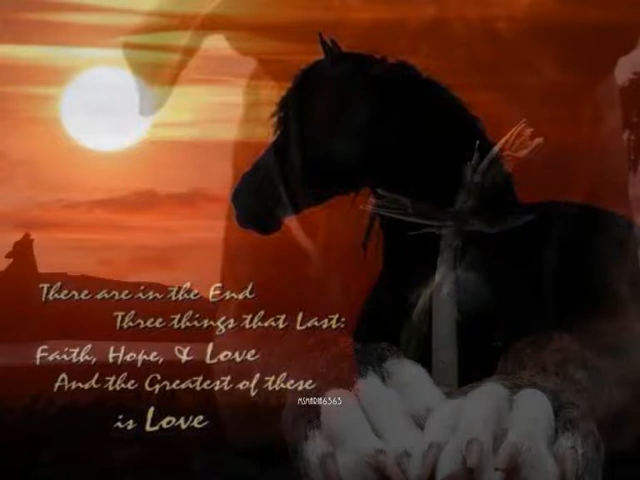 There are in the End
Three things that Last:
Faith, Hope, & Love
And the Greatest of these
is Love
MSMARIA6363